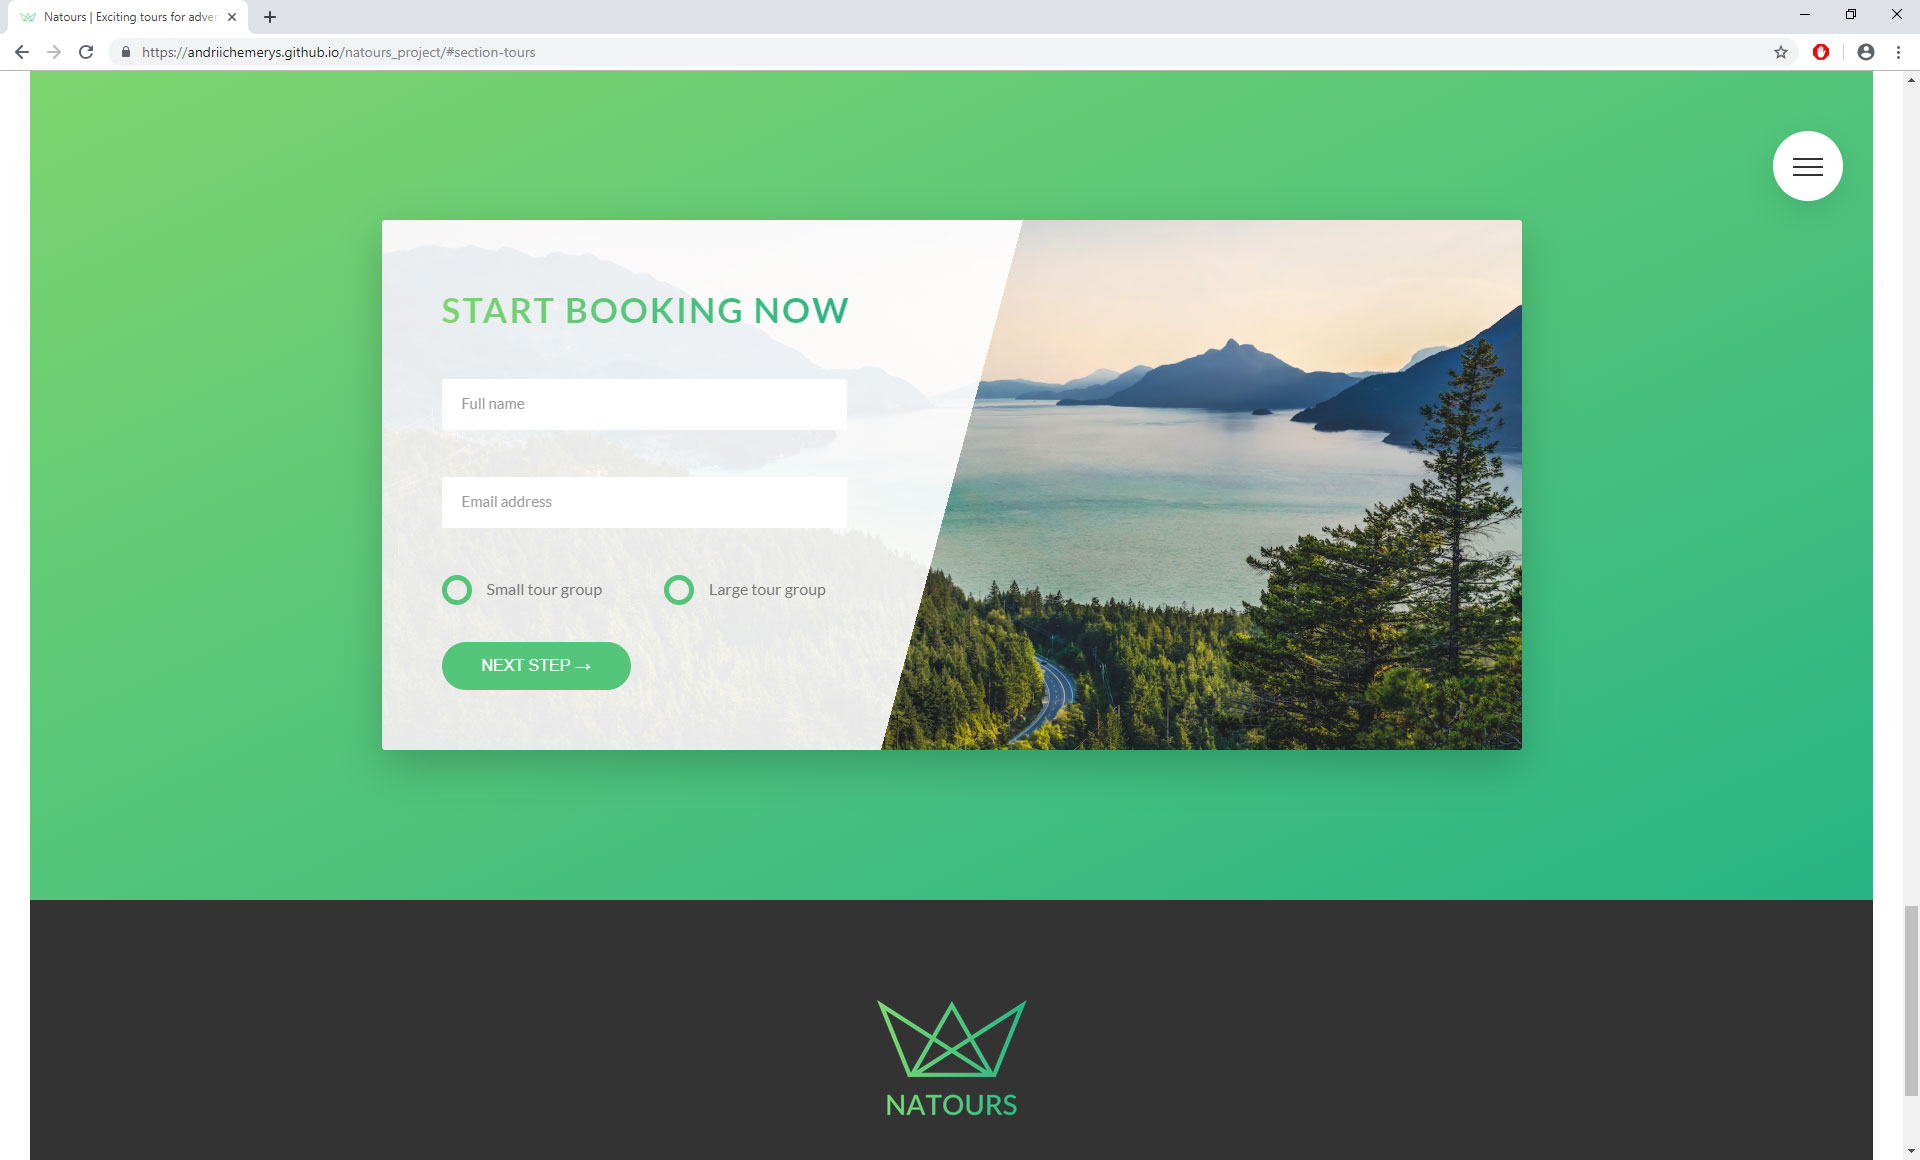 Natours | Exciting tours for adver
https://andriichemerys.github.io/natours_project/#section-tours
START BOOKING NOW
Full name
Email address
Small tour group
Large tour group
NEXT STEP →
NATOURS